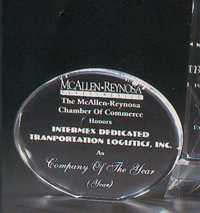 McALLEN·REYNOSA
The McAllen-Reynosa
Chamber Of Commerce
Honors
INTERMEX DEDICATED
TRANPORTATION LOGISTICS, INC.
As
Company Of The Year
(Year)